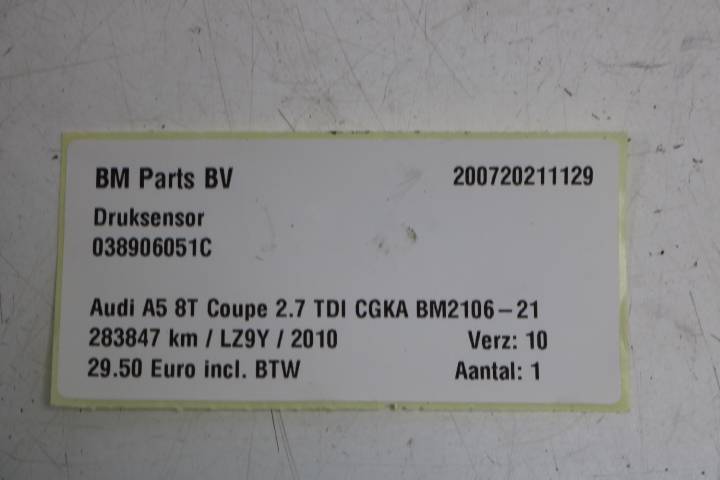 BM Parts BV 200720211129
Druksensor
038906051C
Audi A5 8T Coupe 2.7 TDI CGKA BM2106-21
283847 km / LZ9Y / 2010 Verz: 10
29.50 Euro incl. BTW Aantal: 1